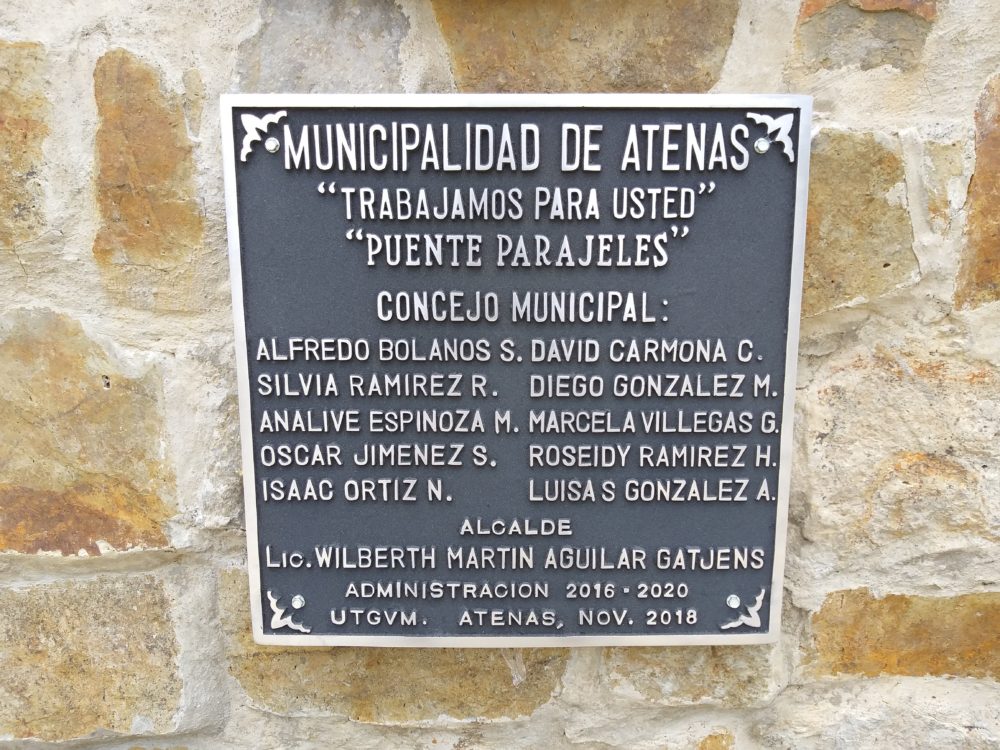 MUNICIPALIDAD DE ATENAS
“TRABAJAMOS PARA USTED”
“PUENTE PARAJELES”
CONCEJO MUNICIPAL:
ALFREDO BOLANOS S. DAVID CARMONA C.
SILVIA RAMIREZ R. DIEGO GONZALEZ M.
ANALIVE ESPINOZA M. MARCELA VILLEGAS G.
OSCAR JIMENEZ S. ROSEIDY RAMIREZ H.
ISAAC ORTIZ N. LUISA S GONZALEZ A.
ALCALDE
Lic. WILBERTH MARTIN AGUILAR GATJENS
ADMINISTRACION 2016-2020
UTGVM. ATENAS, NOV. 2018